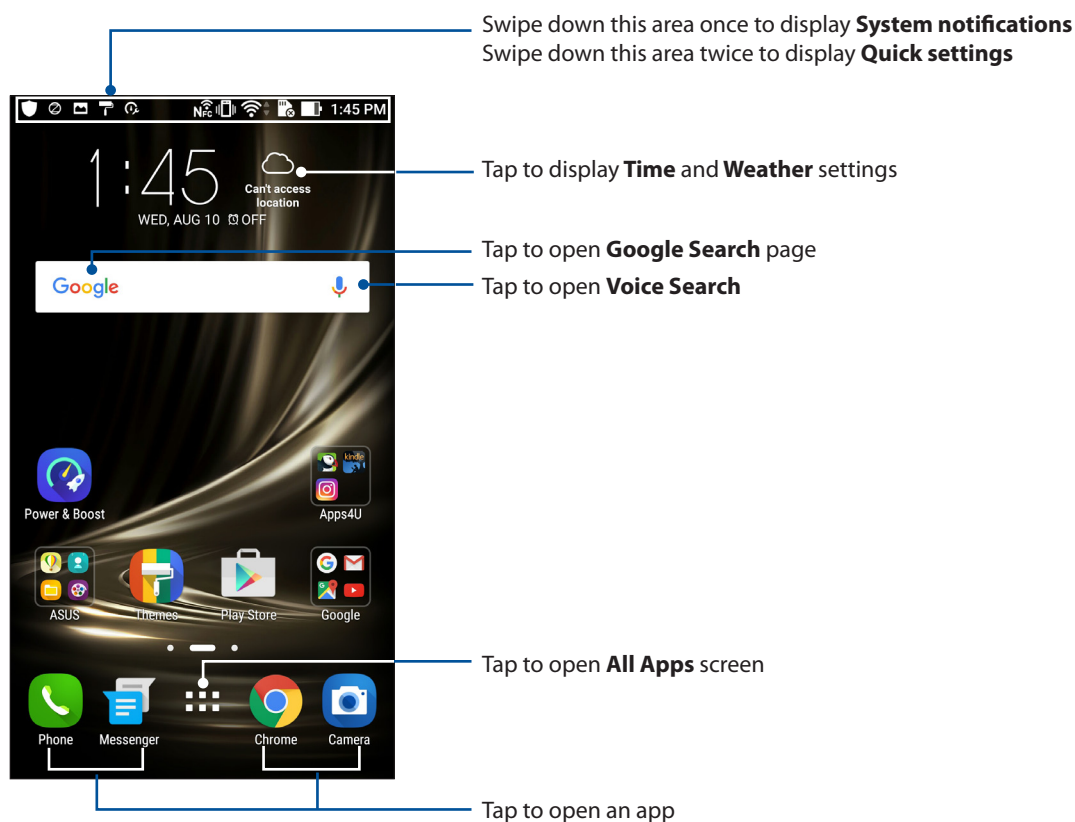 Swipe down this area once to display System notifications
Swipe down this area twice to display Quick settings
NFC 1:45 PM
1:45
Can't access
location
WED, AUG 10 OFF
Tap to display Time and Weather settings
Tap to open Google Search page
Google
Tap to open Voice Search
kindle
Power & Boost Apps4U
ASUS Themes Play Store Google
Tap to open All Apps screen
Phone Messenger Chrome Camera
Tap to open an app